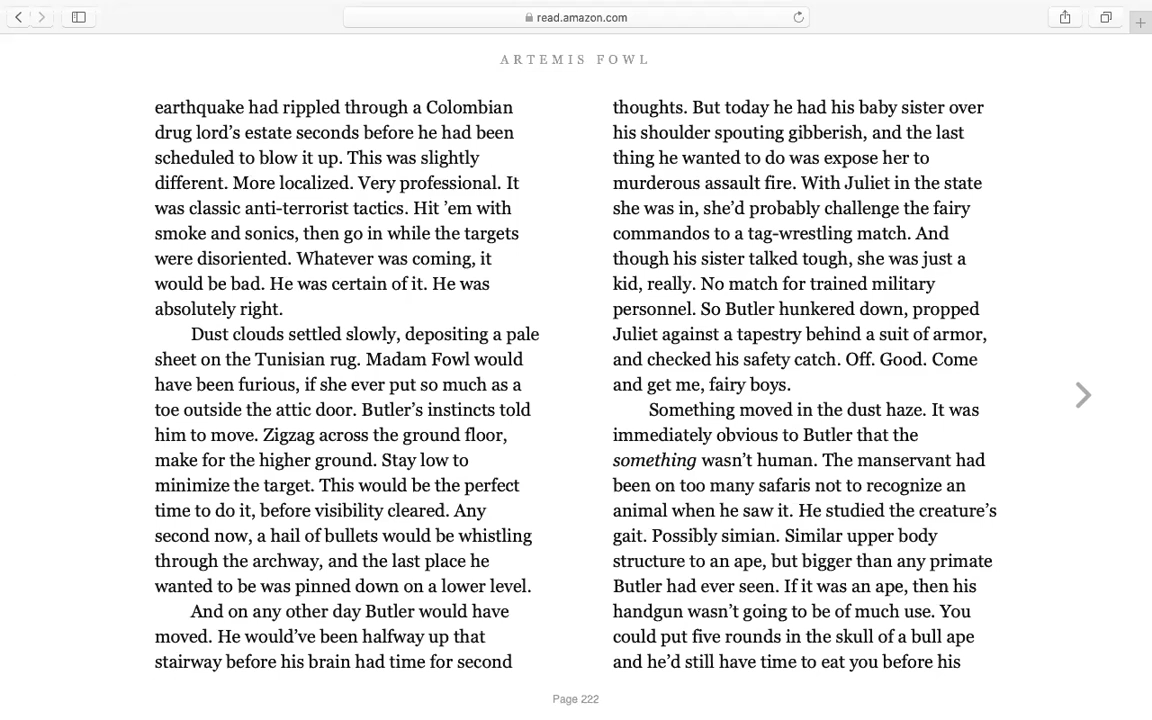 read.amazon.com
ARTEMIS FOWL
earthquake had rippled through a Colombian
drug lord’s estate seconds before he had been
scheduled to blow it up. This was slightly
different. More localized. Very professional. It
was classic anti-terrorist tactics. Hit ’em with
smoke and sonics, then go in while the targets
were disoriented. Whatever was coming, it
would be bad. He was certain of it. He was
absolutely right.
Dust clouds settled slowly, depositing a pale
sheet on the Tunisian rug. Madam Fowl would
have been furious, if she ever put so much as a
toe outside the attic door. Butler’s instincts told
him to move. Zigzag across the ground floor,
make for the higher ground. Stay low to
minimize the target. This would be the perfect
time to do it, before visibility cleared. Any
second now, a hail of bullets would be whistling
through the archway, and the last place he
wanted to be was pinned down on a lower level.
And on any other day Butler would have
moved. He would’ve been halfway up that
stairway before his brain had time for second
thoughts. But today he had his baby sister over
his shoulder spouting gibberish, and the last
thing he wanted to do was expose her to
murderous assault fire. With Juliet in the state
she was in, she’d probably challenge the fairy
commandos to a tag-wrestling match. And
though his sister talked tough, she was just a
kid, really. No match for trained military
personnel. So Butler hunkered down, propped
Juliet against a tapestry behind a suit of armor,
and checked his safety catch. Off. Good. Come
and get me, fairy boys.
Something moved in the dust haze. It was
immediately obvious to Butler that the
something wasn’t human. The manservant had
been on too many safaris not to recognize an
animal when he saw it. He studied the creature’s
gait. Possibly simian. Similar upper body
structure to an ape, but bigger than any primate
Butler had ever seen. If it was an ape, then his
handgun wasn’t going to be of much use. You
could put five rounds in the skull of a bull ape
and he’d still have time to eat you before his
Page 222